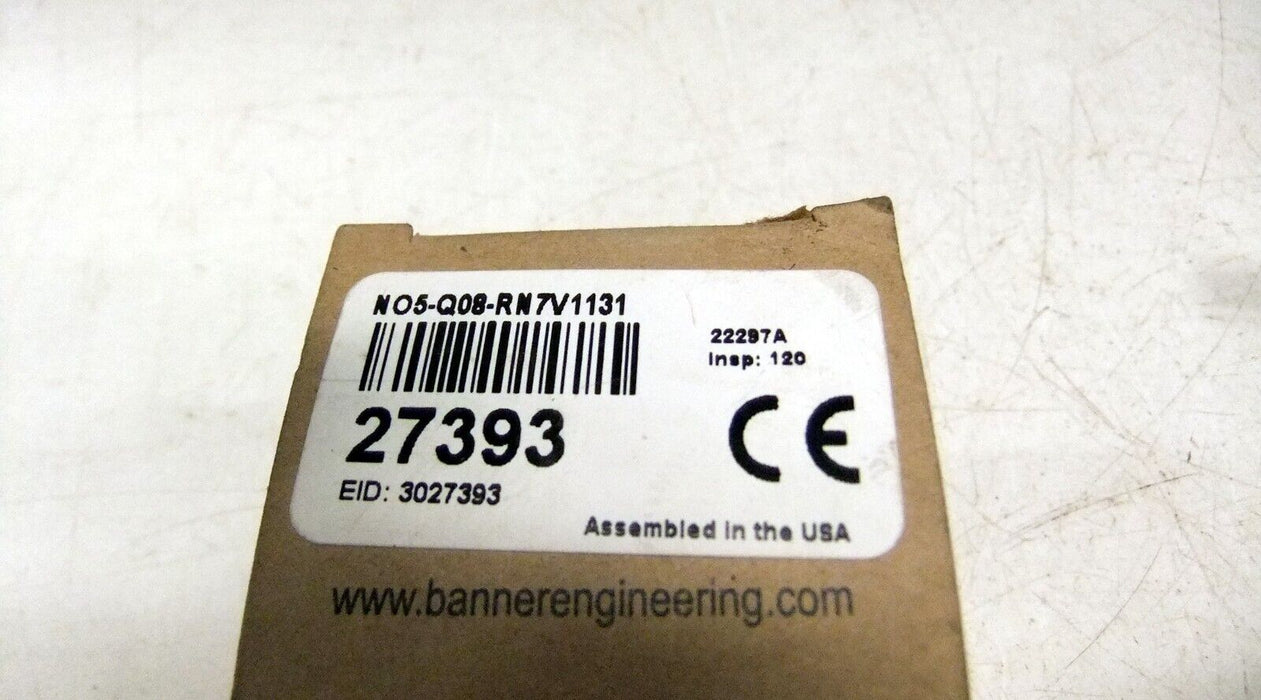 NO5-Q08-RN7V1131
22297A
Insp: 120
27393
CE
EID: 3027393
Assembled in the USA
www.bannerengineering.com